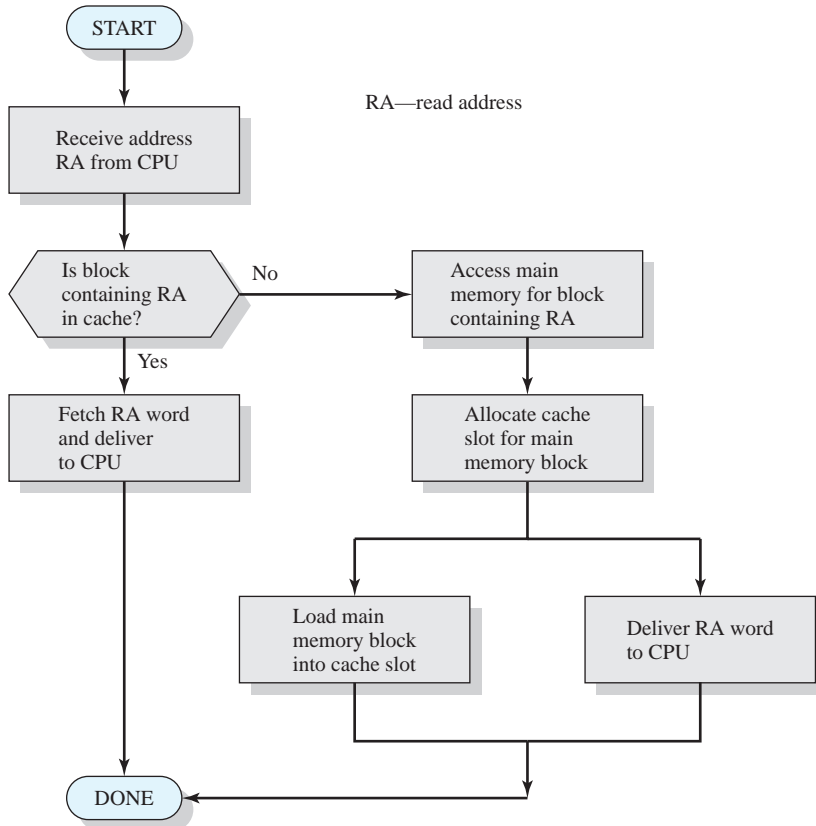 START
RA—read address
Receive address
RA from CPU
Is block
containing RA
in cache?
No
Yes
Access main
memory for block
containing RA
Fetch RA word
and deliver
to CPU
Allocate cache
slot for main
memory block
Load main
memory block
into cache slot
Deliver RA word
to CPU
DONE